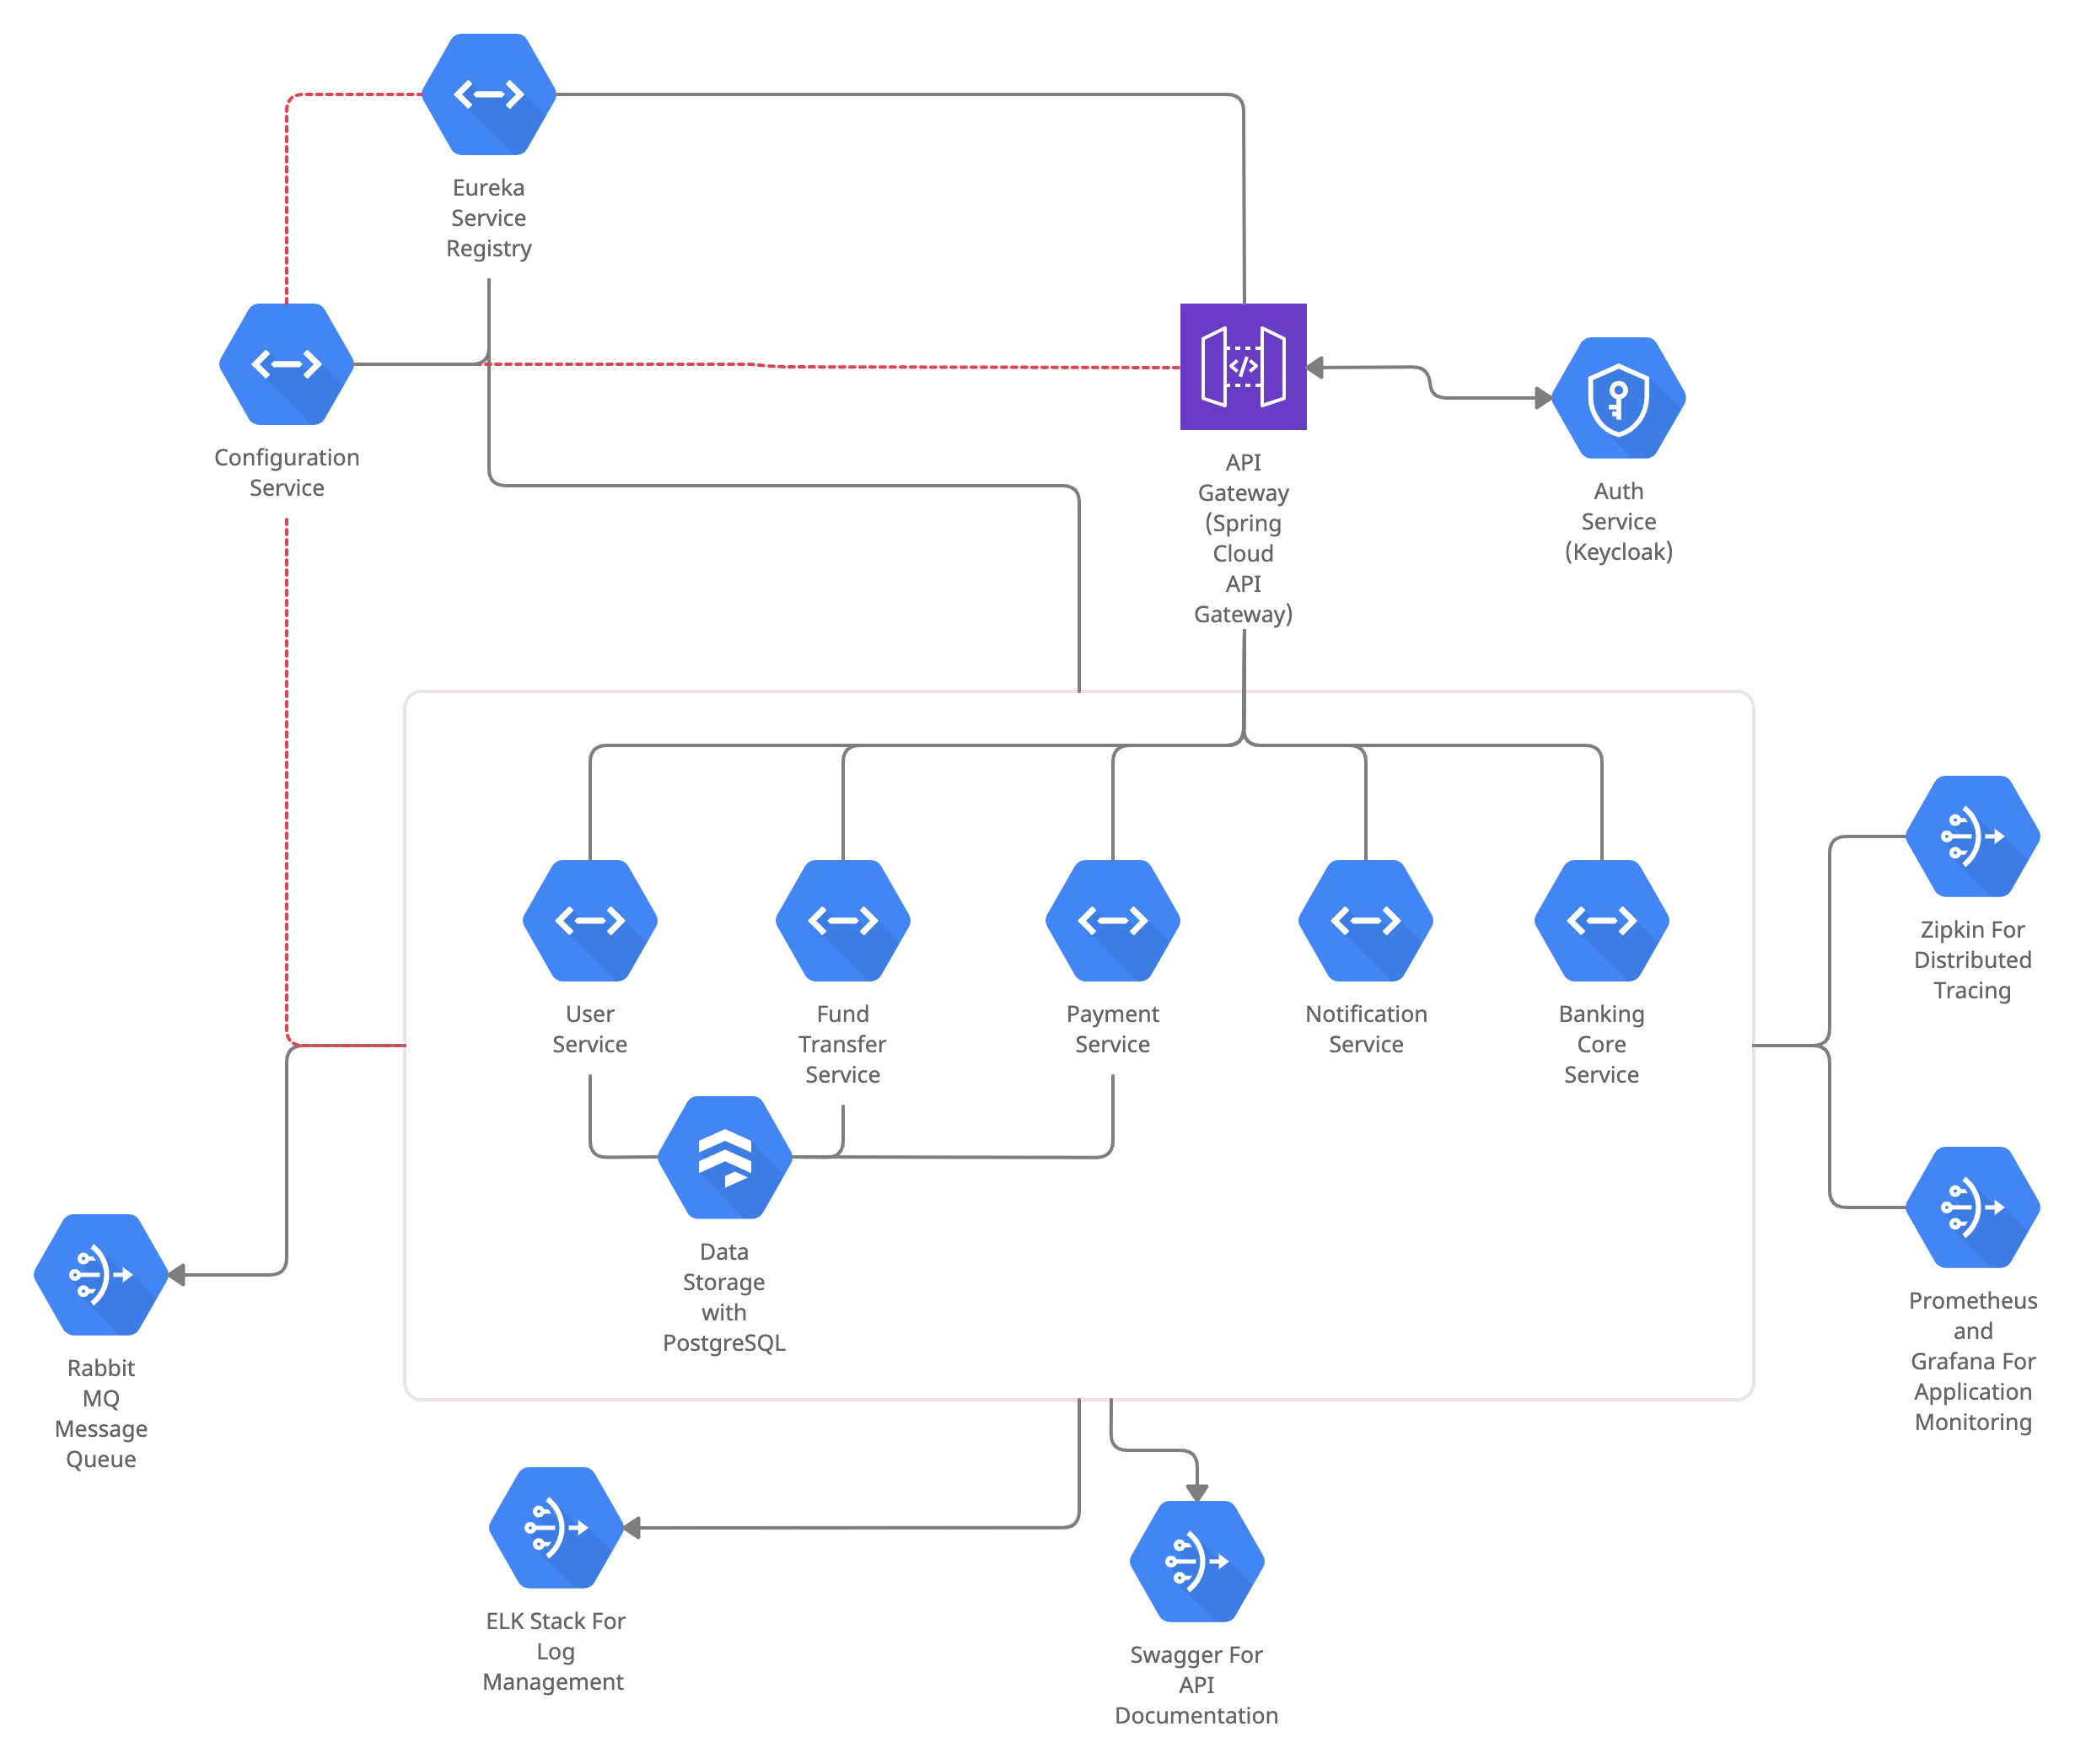 Eureka
Service
Registry
Configuration
Service
API
Gateway
(Spring
Cloud
API
Gateway)
Auth
Service
(Keycloak)
User
Service
Fund
Transfer
Service
Payment
Service
Notification
Service
Banking
Core
Service
Zipkin For
Distributed
Tracing
Data
Storage
with
PostgreSQL
Prometheus
and
Grafana For
Application
Monitoring
Rabbit
MQ
Message
Queue
ELK Stack For
Log
Management
Swagger For
API
Documentation